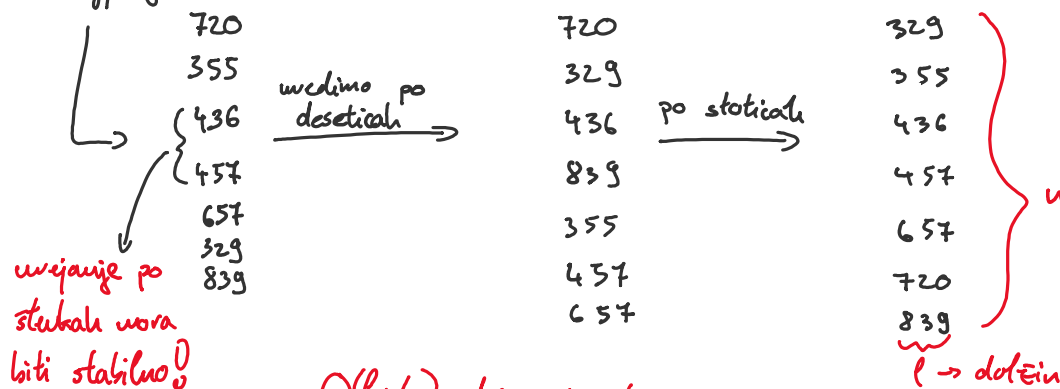 720 720 329
355 329 355
uredimo po
deseticah
436 436 po stoticah 436
457 839 457
657 355 657
329 457 720
839 657 839
urejanje po
števkah mora
biti stabilno!
l → dolžin